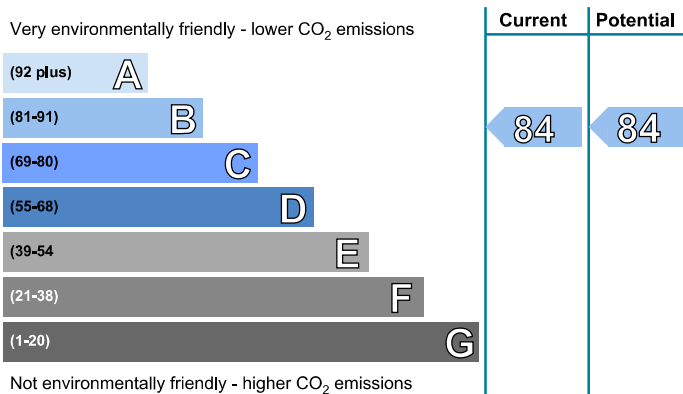 Very environmentally friendly - lower CO₂ emissions
Current
Potential
(92 plus) A
(81-91) B
84
84
(69-80) C
(55-68) D
(39-54 E
(21-38) F
(1-20) G
Not environmentally friendly - higher CO₂ emissions